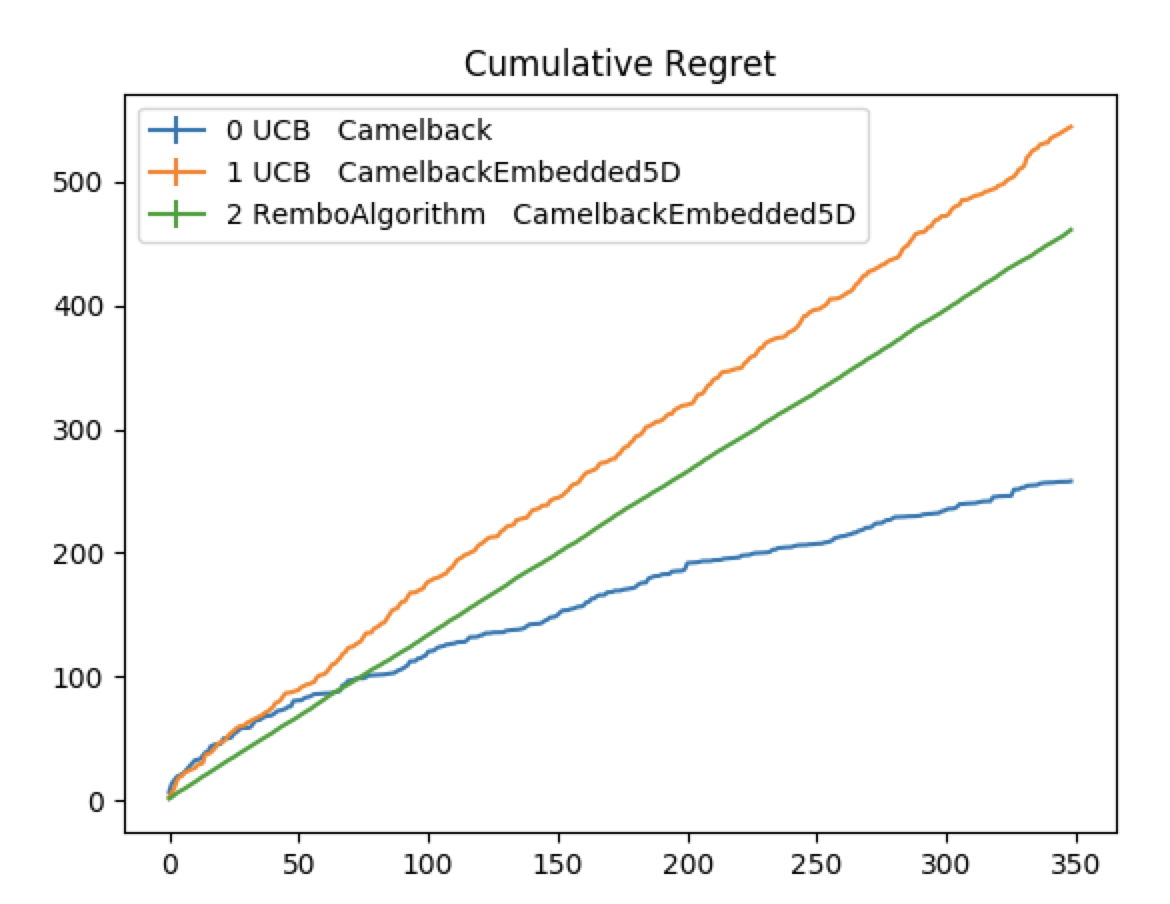 Cumulative Regret
0 UCB   Camelback
1 UCB   CamelbackEmbedded5D
2 RemboAlgorithm   CamelbackEmbedded5D
500
400
300
200
100
0
0 50 100 150 200 250 300 350